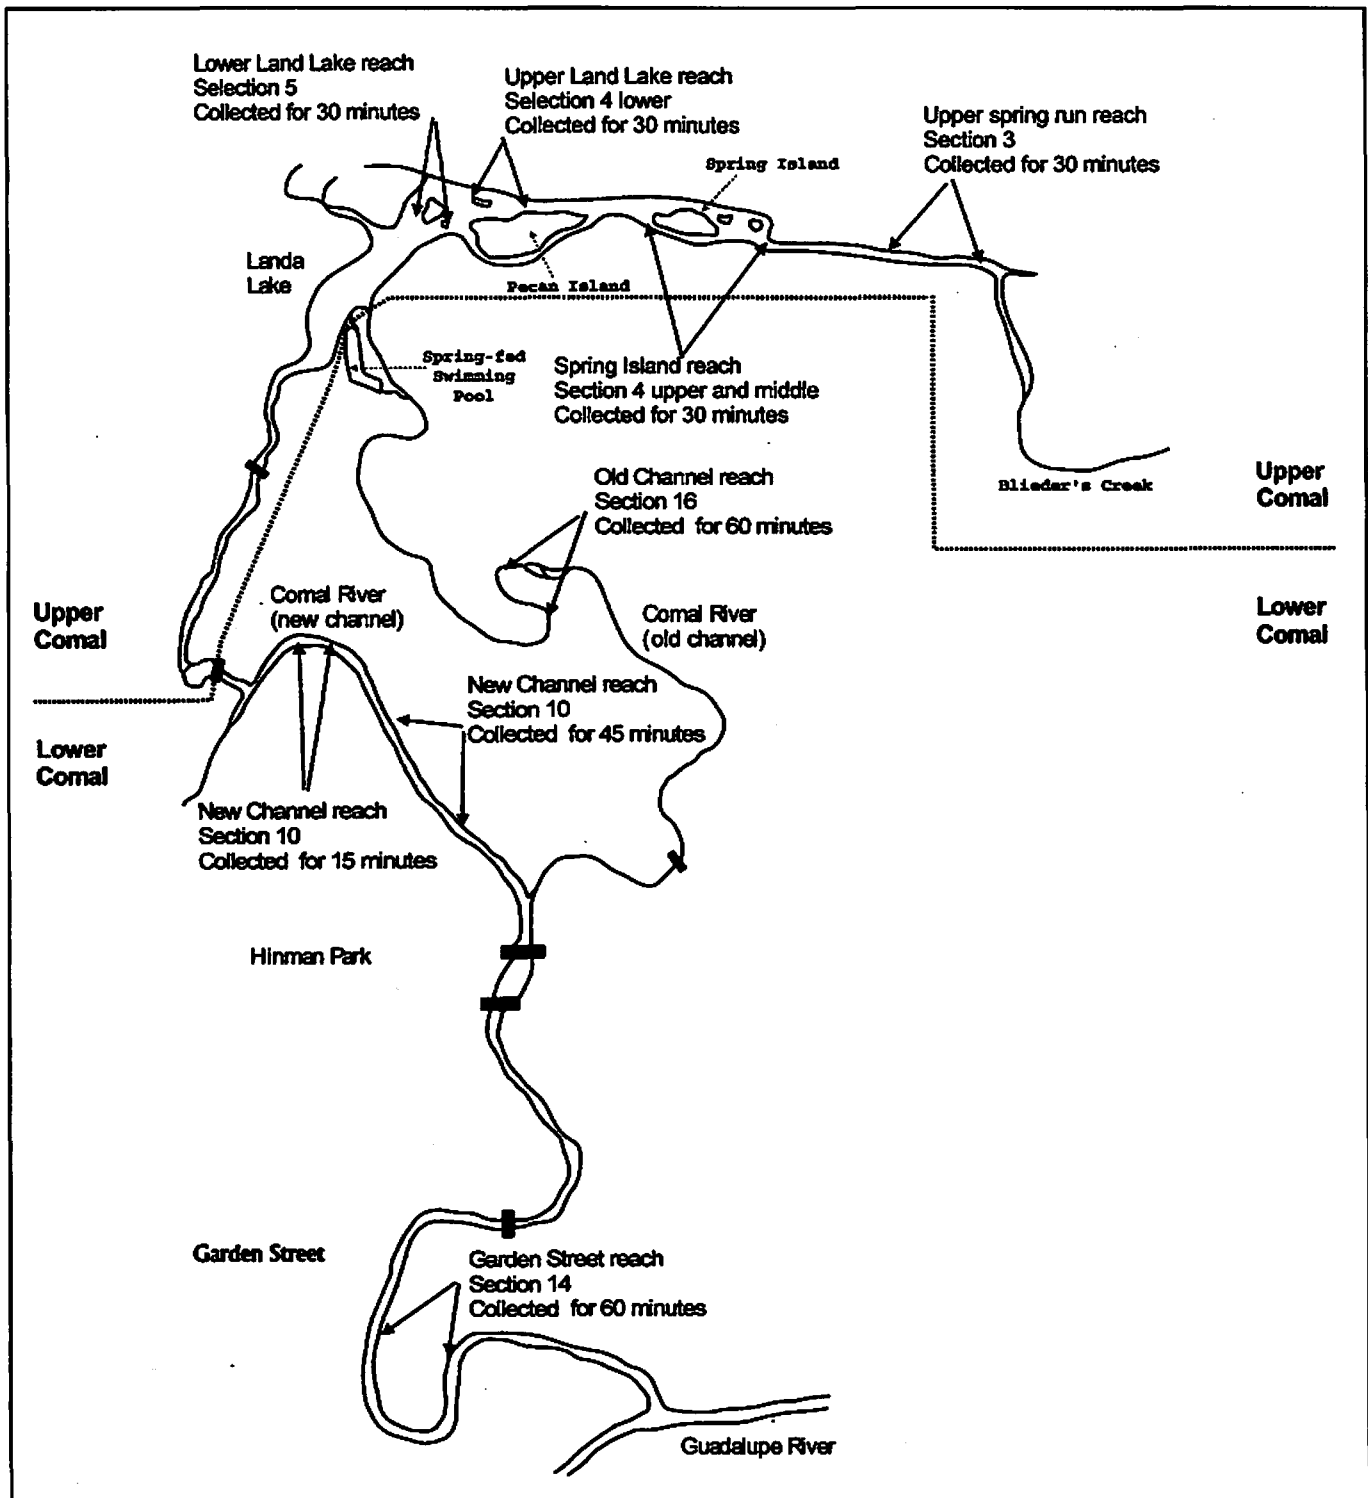 Lower Land Lake reach
Selection 5
Collected for 30 minutes
Upper Land Lake reach
Selection 4 lower
Collected for 30 minutes
Upper spring run reach
Section 3
Collected for 30 minutes
Spring Island
Landa
Lake
Pecan Island
Spring-fed
Swimming
Pool
Spring Island reach
Section 4 upper and middle
Collected for 30 minutes
Blieder's Creek
Upper
Comal
Old Channel reach
Section 16
Collected for 60 minutes
Upper
Comal
Comal River
(new channel)
Comal River
(old channel)
Lower
Comal
New Channel reach
Section 10
Collected for 45 minutes
Lower
Comal
New Channel reach
Section 10
Collected for 15 minutes
Hinman Park
Garden Street
Garden Street reach
Section 14
Collected for 60 minutes
Guadalupe River